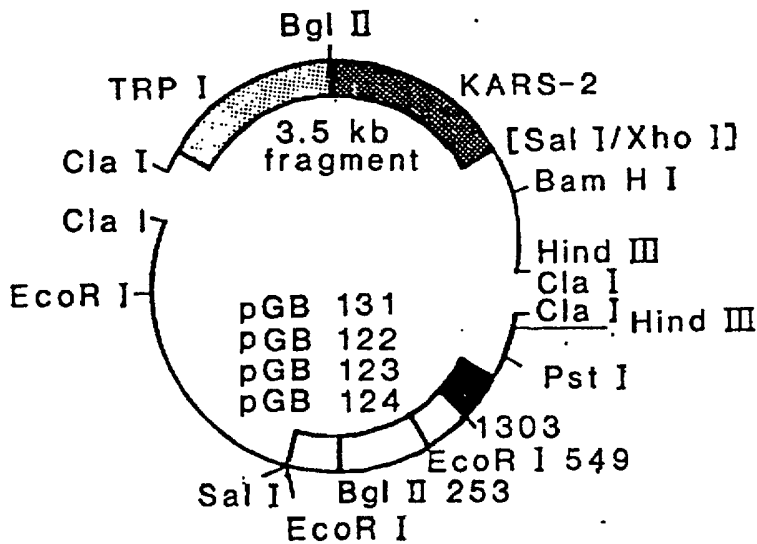 Bgl II
TRP I
KARS-2
3.5 kb
fragment
[Sal I/Xho I]
Cla I
Bam H I
Cla I
Hind III
Cla I
EcoR I
Cla I
Hind III
pGB 131
pGB 122
pGB 123
pGB 124
Pst I
1303
EcoR I 549
Sal I
Bgl II 253
EcoR I